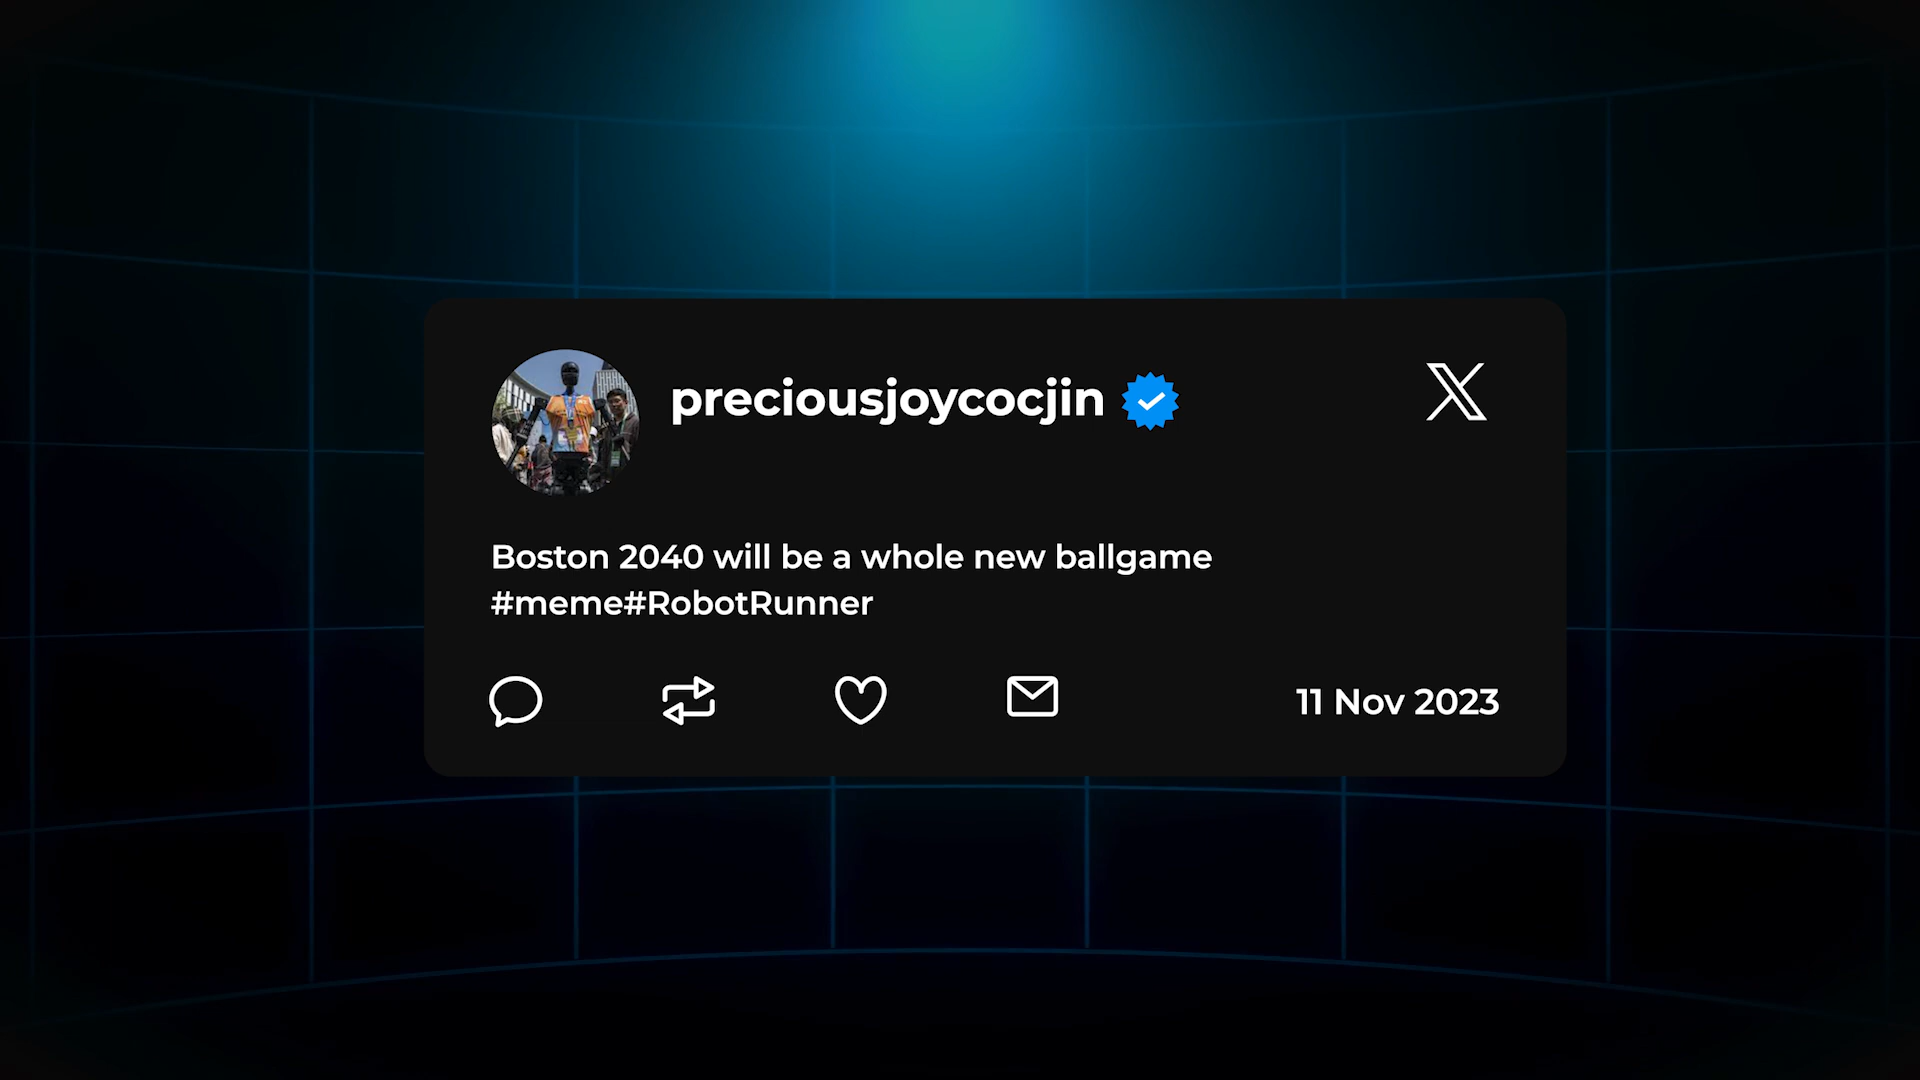 preciousjoycocjin
Boston 2040 will be a whole new ballgame
#meme#RobotRunner
11 Nov 2023